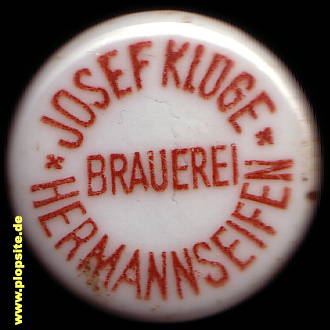 * JOSEF KLUGE *
BRAUEREI
HERMANNSEIFEN
www.plopsite.de